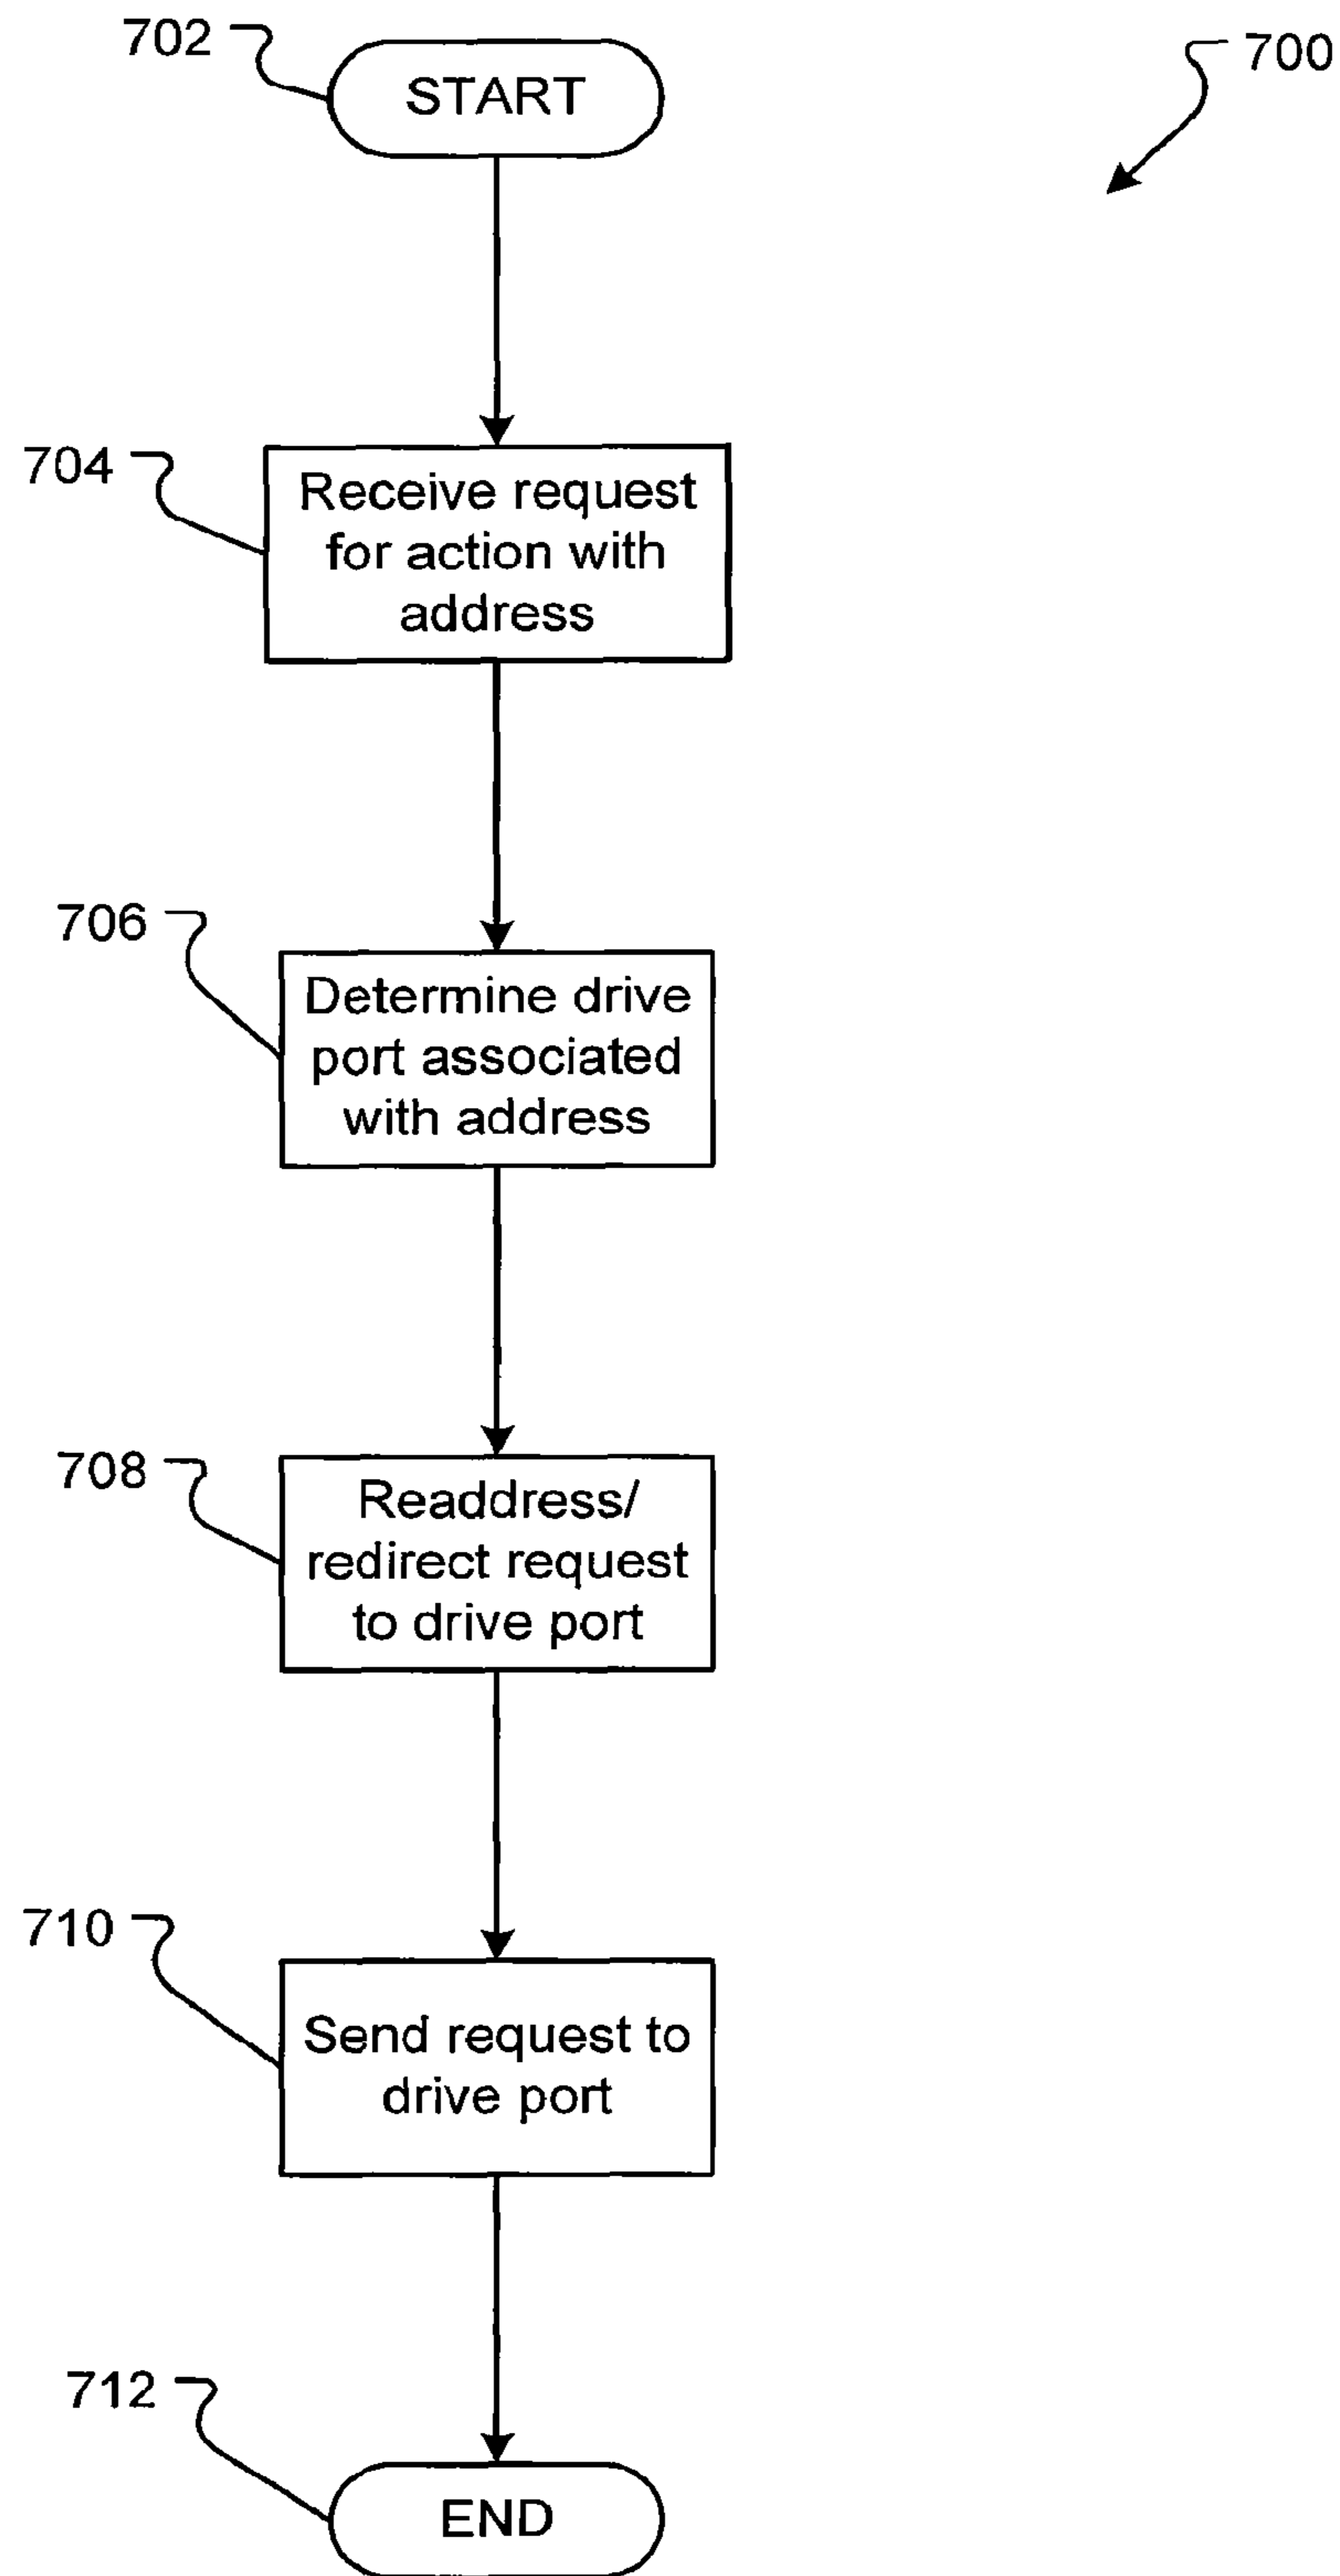 702
START
700
704
Receive request
for action with
address
706
Determine drive
port associated
with address
708
Readdress/
redirect request
to drive port
710
Send request to
drive port
712
END